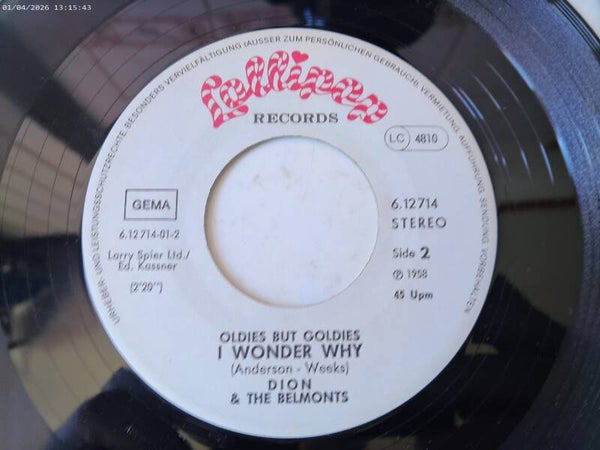 01/04/2026 13:15:43
URHEBER- UND LEISTUNGSSCHUTZRECHTE, BESONDERS VERVIELFÄLTIGUNG (AUSSER ZUM PERSÖNLICHEN GEBRAUCH), VERMIETUNG, AUFFÜHRUNG, SENDUNG, VORBEHALTEN
Lollipop
RECORDS
LC 4810
GEMA
6.12714-01-2
Larry Spier Ltd./
Ed. Kassner
(2'20")
6.12714
STEREO
Side 2
℗ 1958
45 Upm
OLDIES BUT GOLDIES
I WONDER WHY
(Anderson - Weeks)
DION
& THE BELMONTS